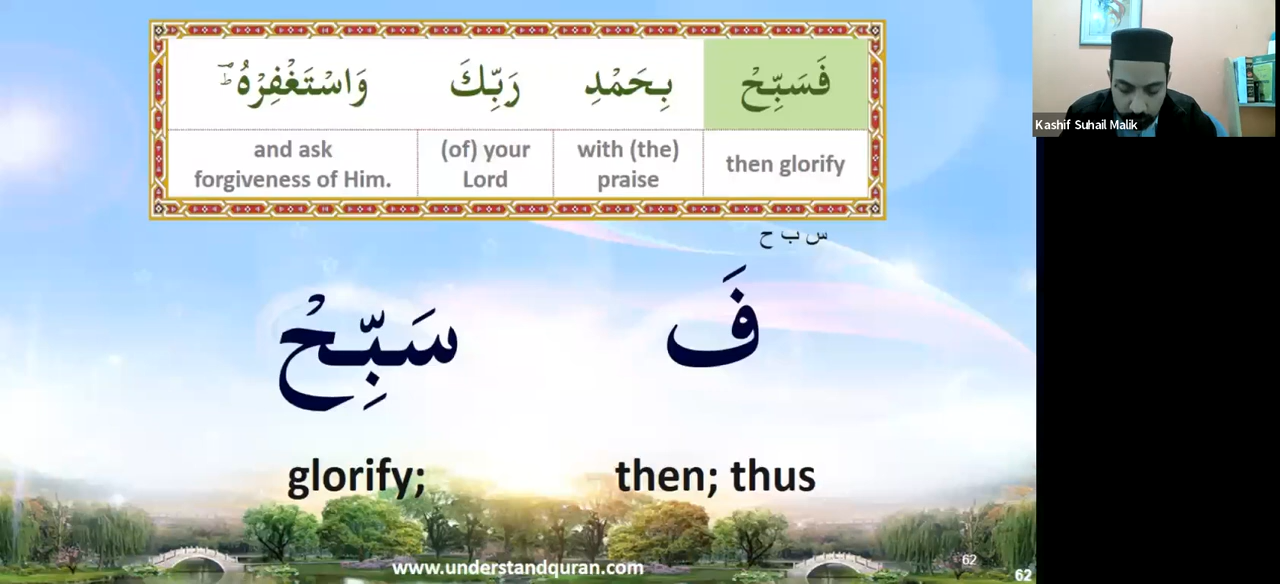 فَسَبِّحْ بِحَمْدِ رَبِّكَ وَاسْتَغْفِرْهُ ؔؕ
then glorify
with (the)
praise
(of) your
Lord
and ask
forgiveness of Him.
س ب ح
فَ سَبِّحْ
then; thus
glorify;
www.understandquran.com
62
62
Kashif Suhail Malik